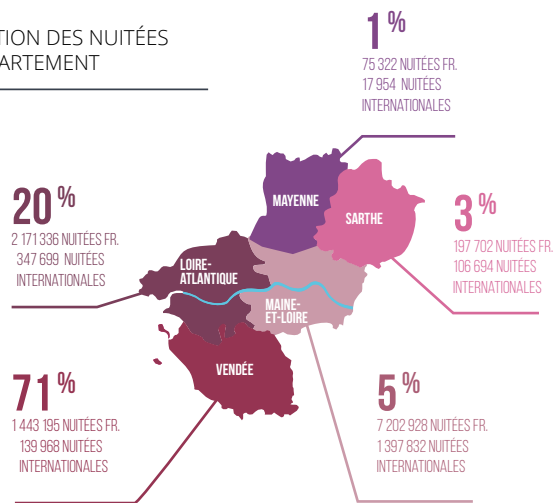 TION DES NUITÉES
ARTEMENT
1 %
75 322 NUITÉES FR.
17 954 NUITÉES
INTERNATIONALES
MAYENNE
SARTHE
3 %
197 702 NUITÉES FR.
106 694 NUITÉES
INTERNATIONALES
20 %
2 171 336 NUITÉES FR.
347 699 NUITÉES
INTERNATIONALES
LOIRE-
ATLANTIQUE
MAINE-
ET-LOIRE
VENDÉE
71 %
1 443 195 NUITÉES FR.
139 968 NUITÉES
INTERNATIONALES
5 %
7 202 928 NUITÉES FR.
1 397 832 NUITÉES
INTERNATIONALES